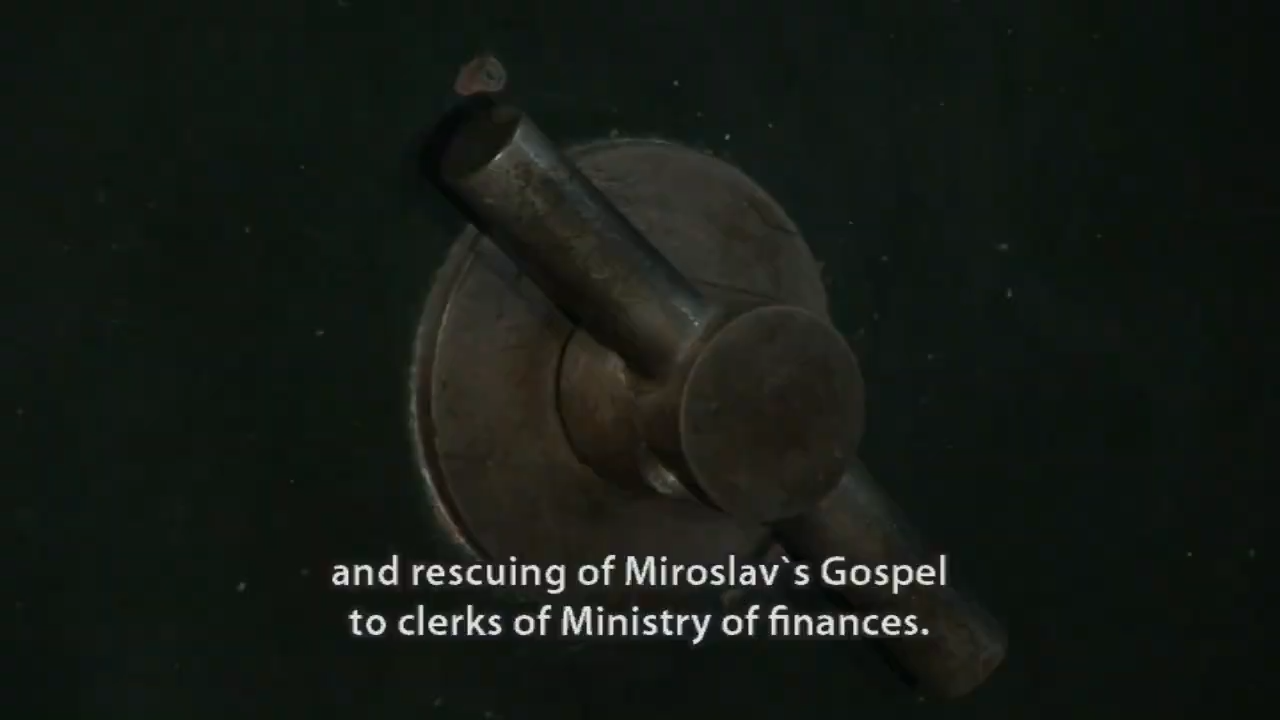 and rescuing of Miroslav`s Gospel
to clerks of Ministry of finances.